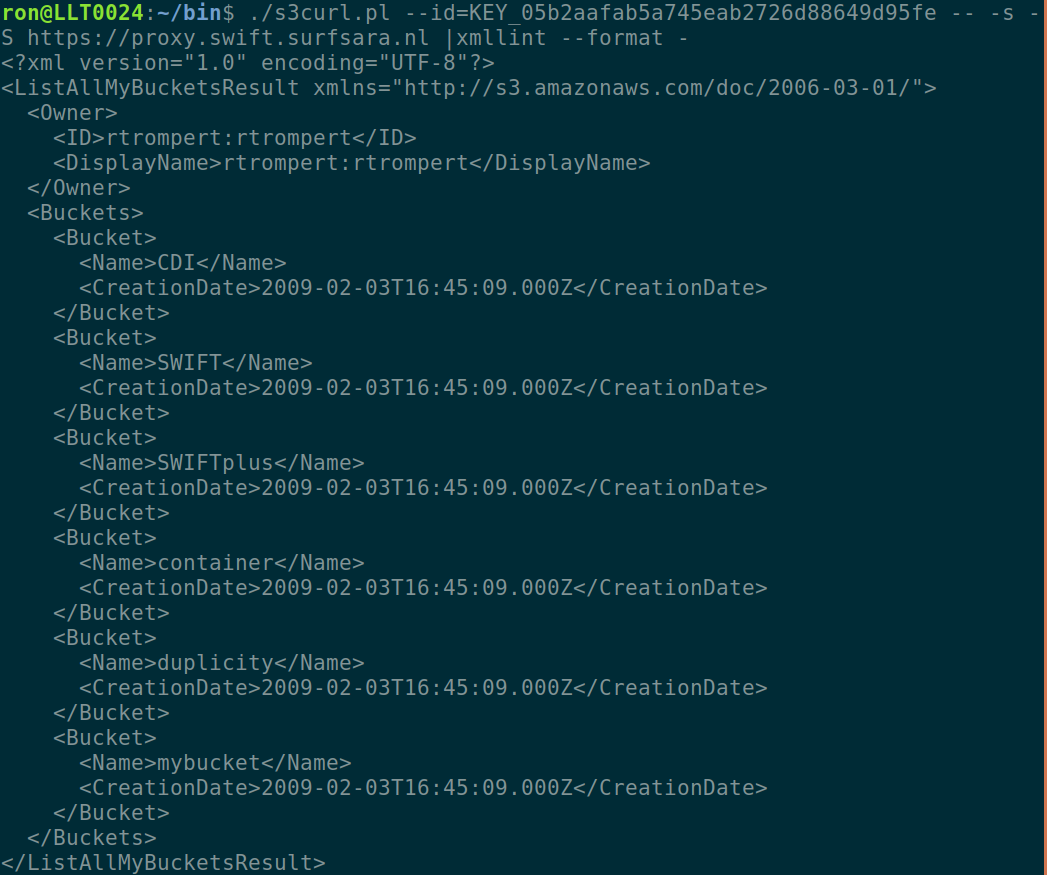 ron@LLT0024:~/bin$ ./s3curl.pl --id=KEY_05b2aafab5a745eab2726d88649d95fe -- -s -
S https://proxy.swift.surfsara.nl |xmllint --format -
<?xml version="1.0" encoding="UTF-8"?>
<ListAllMyBucketsResult xmlns="http://s3.amazonaws.com/doc/2006-03-01/">
  <Owner>
    <ID>rtrompert:rtrompert</ID>
    <DisplayName>rtrompert:rtrompert</DisplayName>
  </Owner>
  <Buckets>
    <Bucket>
      <Name>CDI</Name>
      <CreationDate>2009-02-03T16:45:09.000Z</CreationDate>
    </Bucket>
    <Bucket>
      <Name>SWIFT</Name>
      <CreationDate>2009-02-03T16:45:09.000Z</CreationDate>
    </Bucket>
    <Bucket>
      <Name>SWIFTplus</Name>
      <CreationDate>2009-02-03T16:45:09.000Z</CreationDate>
    </Bucket>
    <Bucket>
      <Name>container</Name>
      <CreationDate>2009-02-03T16:45:09.000Z</CreationDate>
    </Bucket>
    <Bucket>
      <Name>duplicity</Name>
      <CreationDate>2009-02-03T16:45:09.000Z</CreationDate>
    </Bucket>
    <Bucket>
      <Name>mybucket</Name>
      <CreationDate>2009-02-03T16:45:09.000Z</CreationDate>
    </Bucket>
  </Buckets>
</ListAllMyBucketsResult>